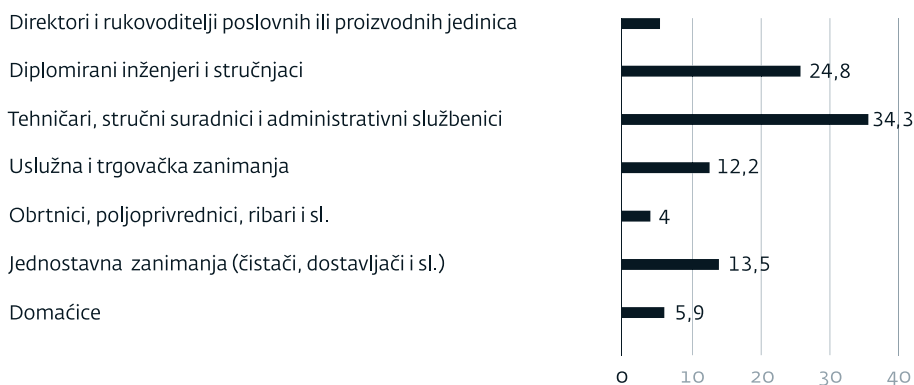 Direktori i rukovoditelji poslovnih ili proizvodnih jedinica
Diplomirani inženjeri i stručnjaci 24,8
Tehničari, stručni suradnici i administrativni službenici 34,3
Uslužna i trgovačka zanimanja 12,2
Obrtnici, poljoprivrednici, ribari i sl. 4
Jednostavna zanimanja (čistači, dostavljači i sl.) 13,5
Domaćice 5,9
0 10 20 30 40